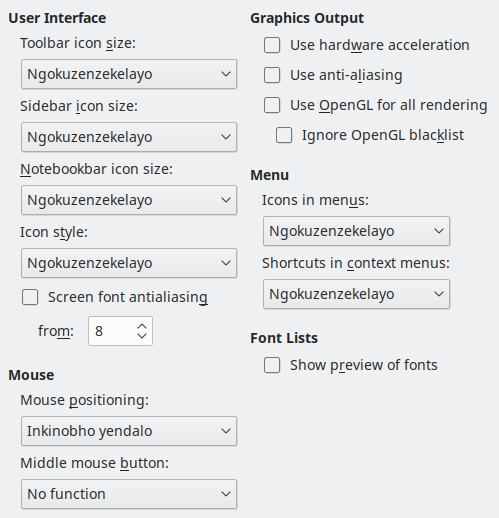 User Interface
Toolbar icon size:
Ngokuzenzekelayo
Sidebar icon size:
Ngokuzenzekelayo
Notebookbar icon size:
Ngokuzenzekelayo
Icon style:
Ngokuzenzekelayo
Screen font antialiasing
from: 8
Mouse
Mouse positioning:
Inkinobho yendalo
Middle mouse button:
No function
Graphics Output
Use hardware acceleration
Use anti-aliasing
Use OpenGL for all rendering
Ignore OpenGL blacklist
Menu
Icons in menus:
Ngokuzenzekelayo
Shortcuts in context menus:
Ngokuzenzekelayo
Font Lists
Show preview of fonts